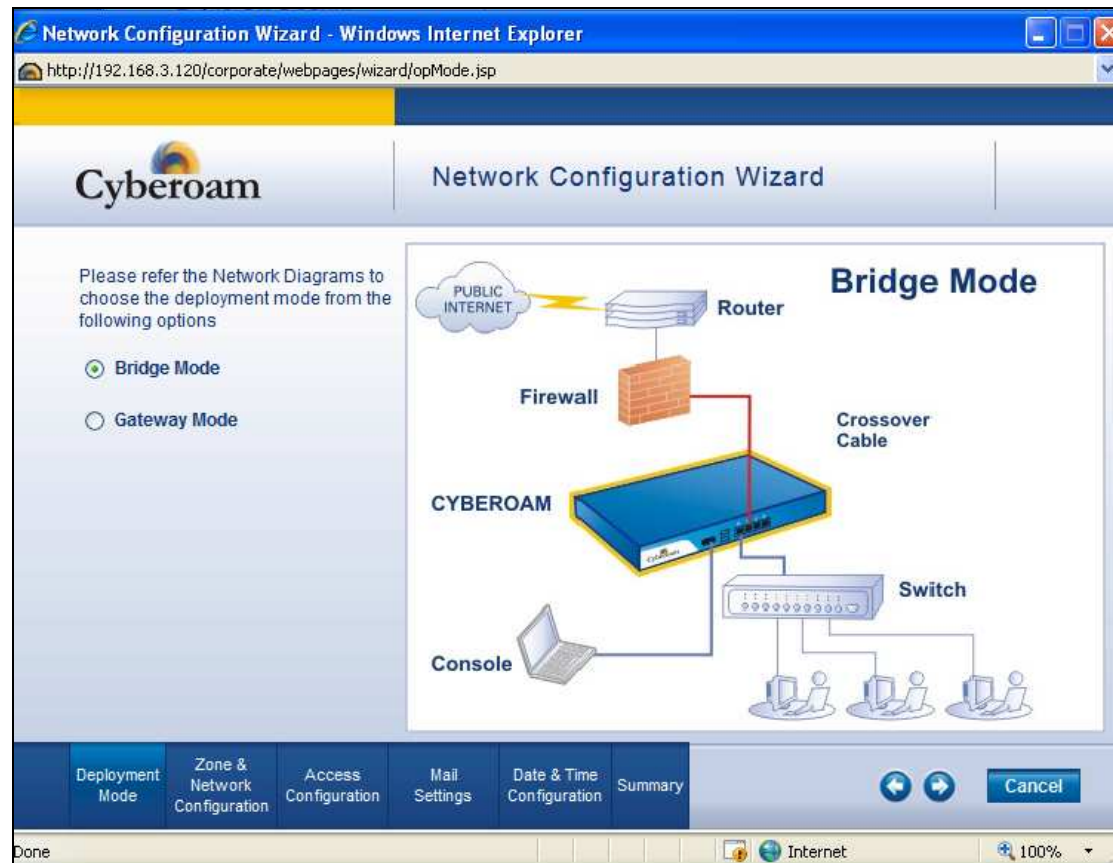 Network Configuration Wizard - Windows Internet Explorer
http://192.168.3.120/corporate/webpages/wizard/opMode.jsp
Cyberoam
Network Configuration Wizard
Please refer the Network Diagrams to
choose the deployment mode from the
following options
Bridge Mode
Gateway Mode
Bridge Mode
PUBLIC
INTERNET
Router
Firewall
Crossover
Cable
CYBEROAM
Cyberoam
Switch
Console
Deployment
Mode
Zone &
Network
Configuration
Access
Configuration
Mail
Settings
Date & Time
Configuration
Summary
Cancel
Done
Internet
100%